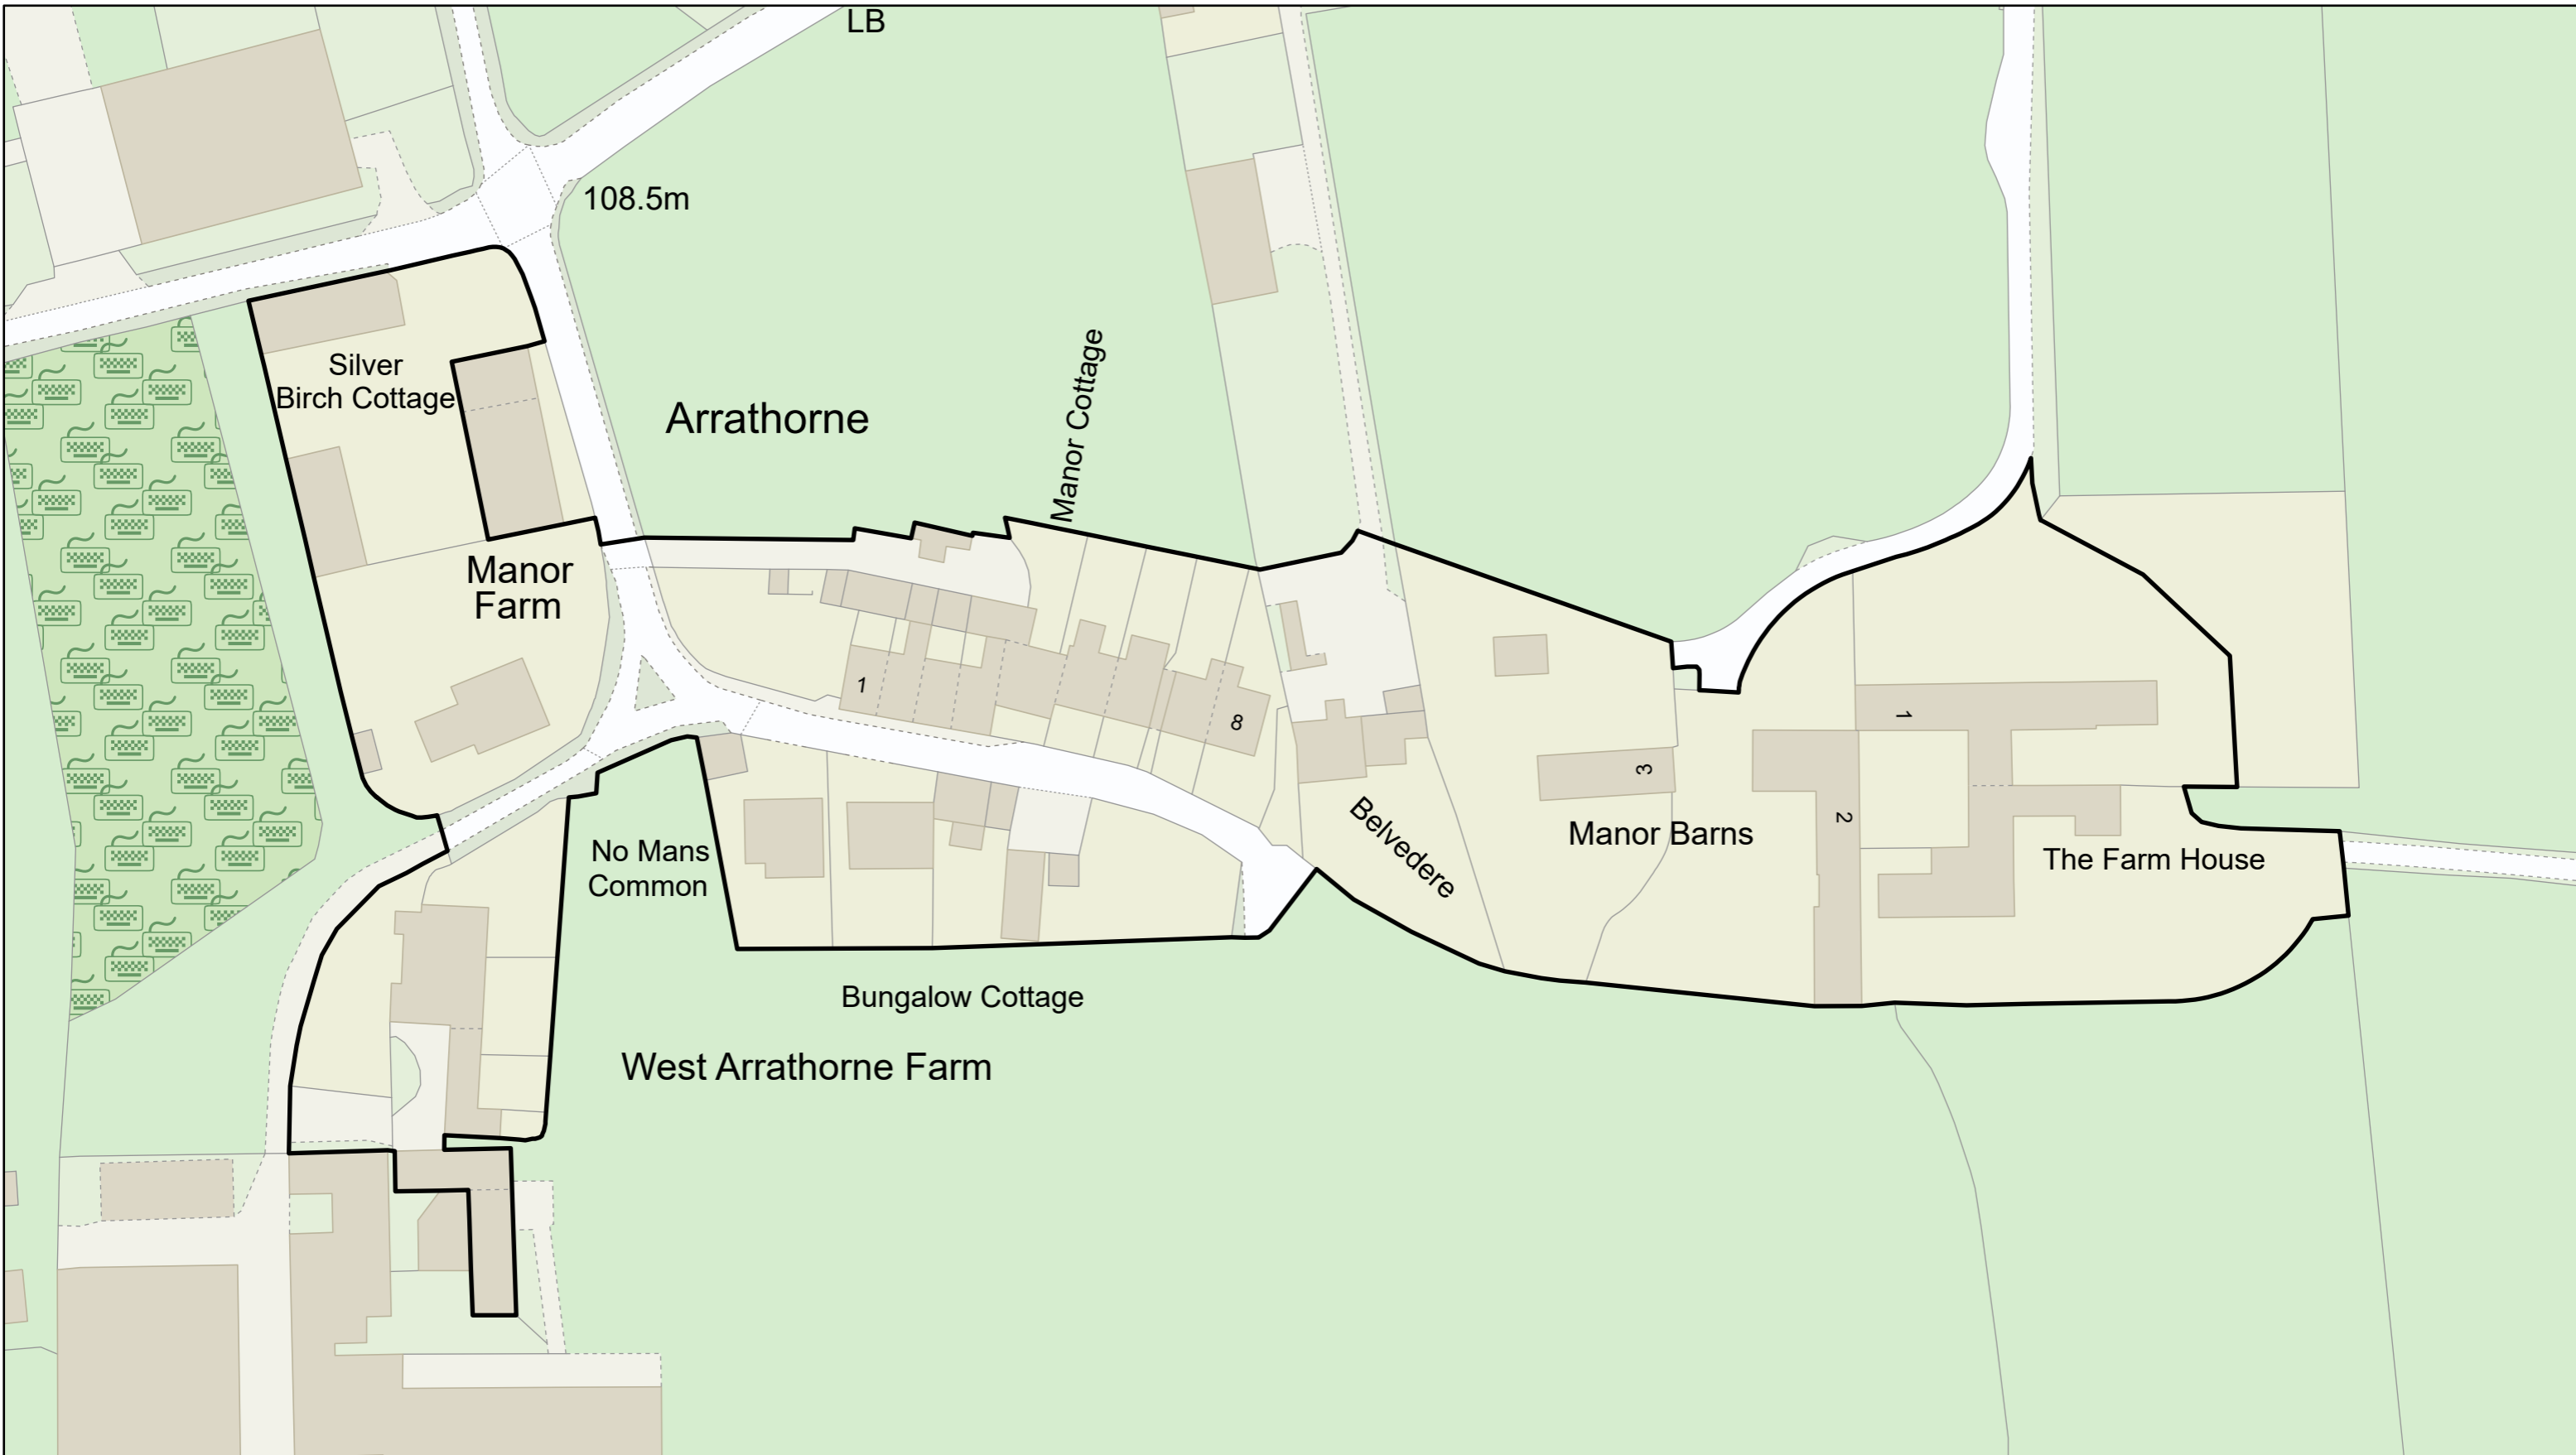 LB
108.5m
Silver
Birch Cottage
Arrathorne
Manor Cottage
Manor
Farm
1
8
1
3
2
Belvedere
Manor Barns
No Mans
Common
The Farm House
Bungalow Cottage
West Arrathorne Farm